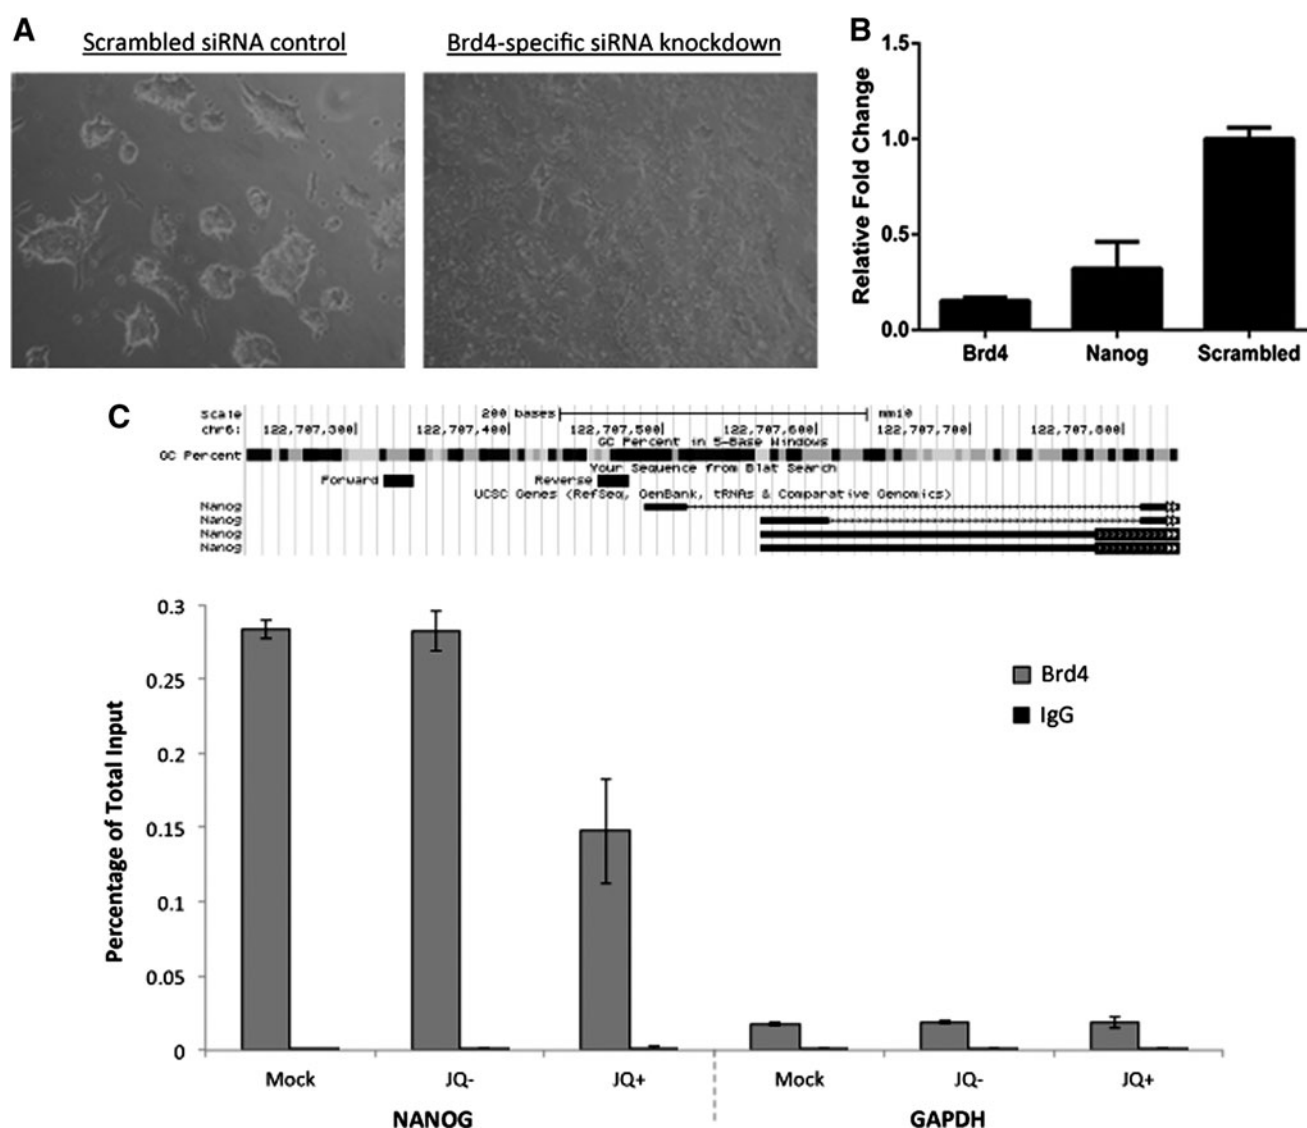 A
Scrambled siRNA control
Brd4-specific siRNA knockdown
B
Relative Fold Change
1.5
1.0
0.5
0.0
Brd4
Nanog
Scrambled
C
Scale
200 bases
mm10
chr6:
122,707,300
122,707,400
122,707,500
122,707,600
122,707,700
122,707,800
GC Percent in 5-Base Windows
GC Percent
Your Sequence from Blat Search
Forward
Reverse
UCSC Genes (RefSeq, GenBank, tRNAs & Comparative Genomics)
Nanog
Nanog
Nanog
Nanog
Percentage of Total Input
0.3
0.25
0.2
0.15
0.1
0.05
0
Brd4
IgG
Mock
JQ-
JQ+
Mock
JQ-
JQ+
NANOG
GAPDH